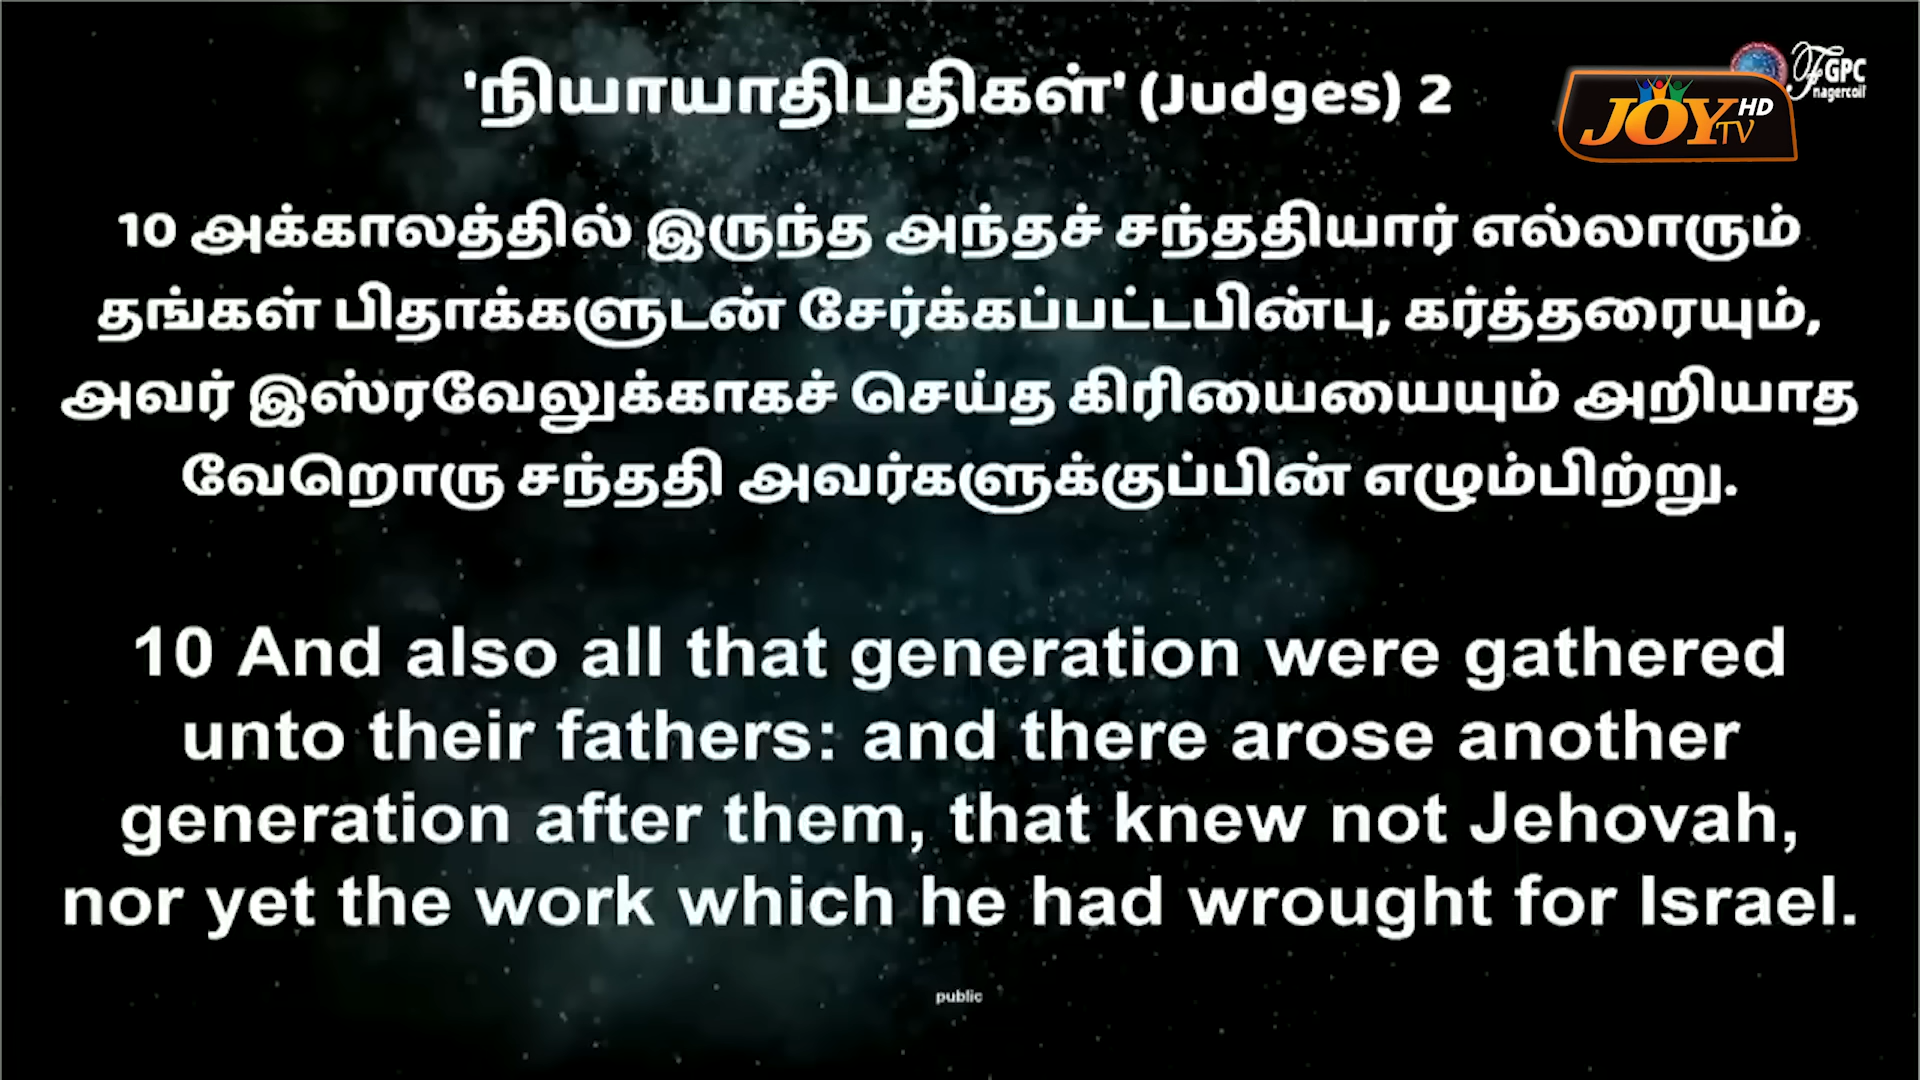 'நியாயாதிபதிகள்' (Judges) 2
FGPC
nagercoil
JOY TV HD
10 அக்காலத்தில் இருந்த அந்தச் சந்ததியார் எல்லாரும்
தங்கள் பிதாக்களுடன் சேர்க்கப்பட்டபின்பு, கர்த்தரையும்,
அவர் இஸ்ரவேலுக்காகச் செய்த கிரியையையும் அறியாத
வேறொரு சந்ததி அவர்களுக்குப்பின் எழும்பிற்று.
10 And also all that generation were gathered
unto their fathers: and there arose another
generation after them, that knew not Jehovah,
nor yet the work which he had wrought for Israel.
public